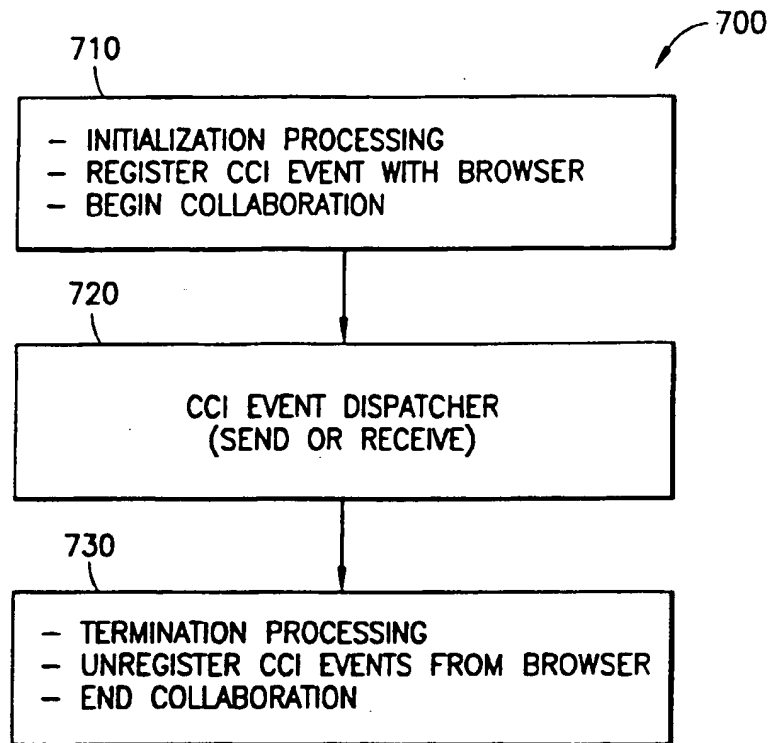 700
710
- INITIALIZATION PROCESSING
- REGISTER CCI EVENT WITH BROWSER
- BEGIN COLLABORATION
720
CCI EVENT DISPATCHER
(SEND OR RECEIVE)
730
- TERMINATION PROCESSING
- UNREGISTER CCI EVENTS FROM BROWSER
- END COLLABORATION